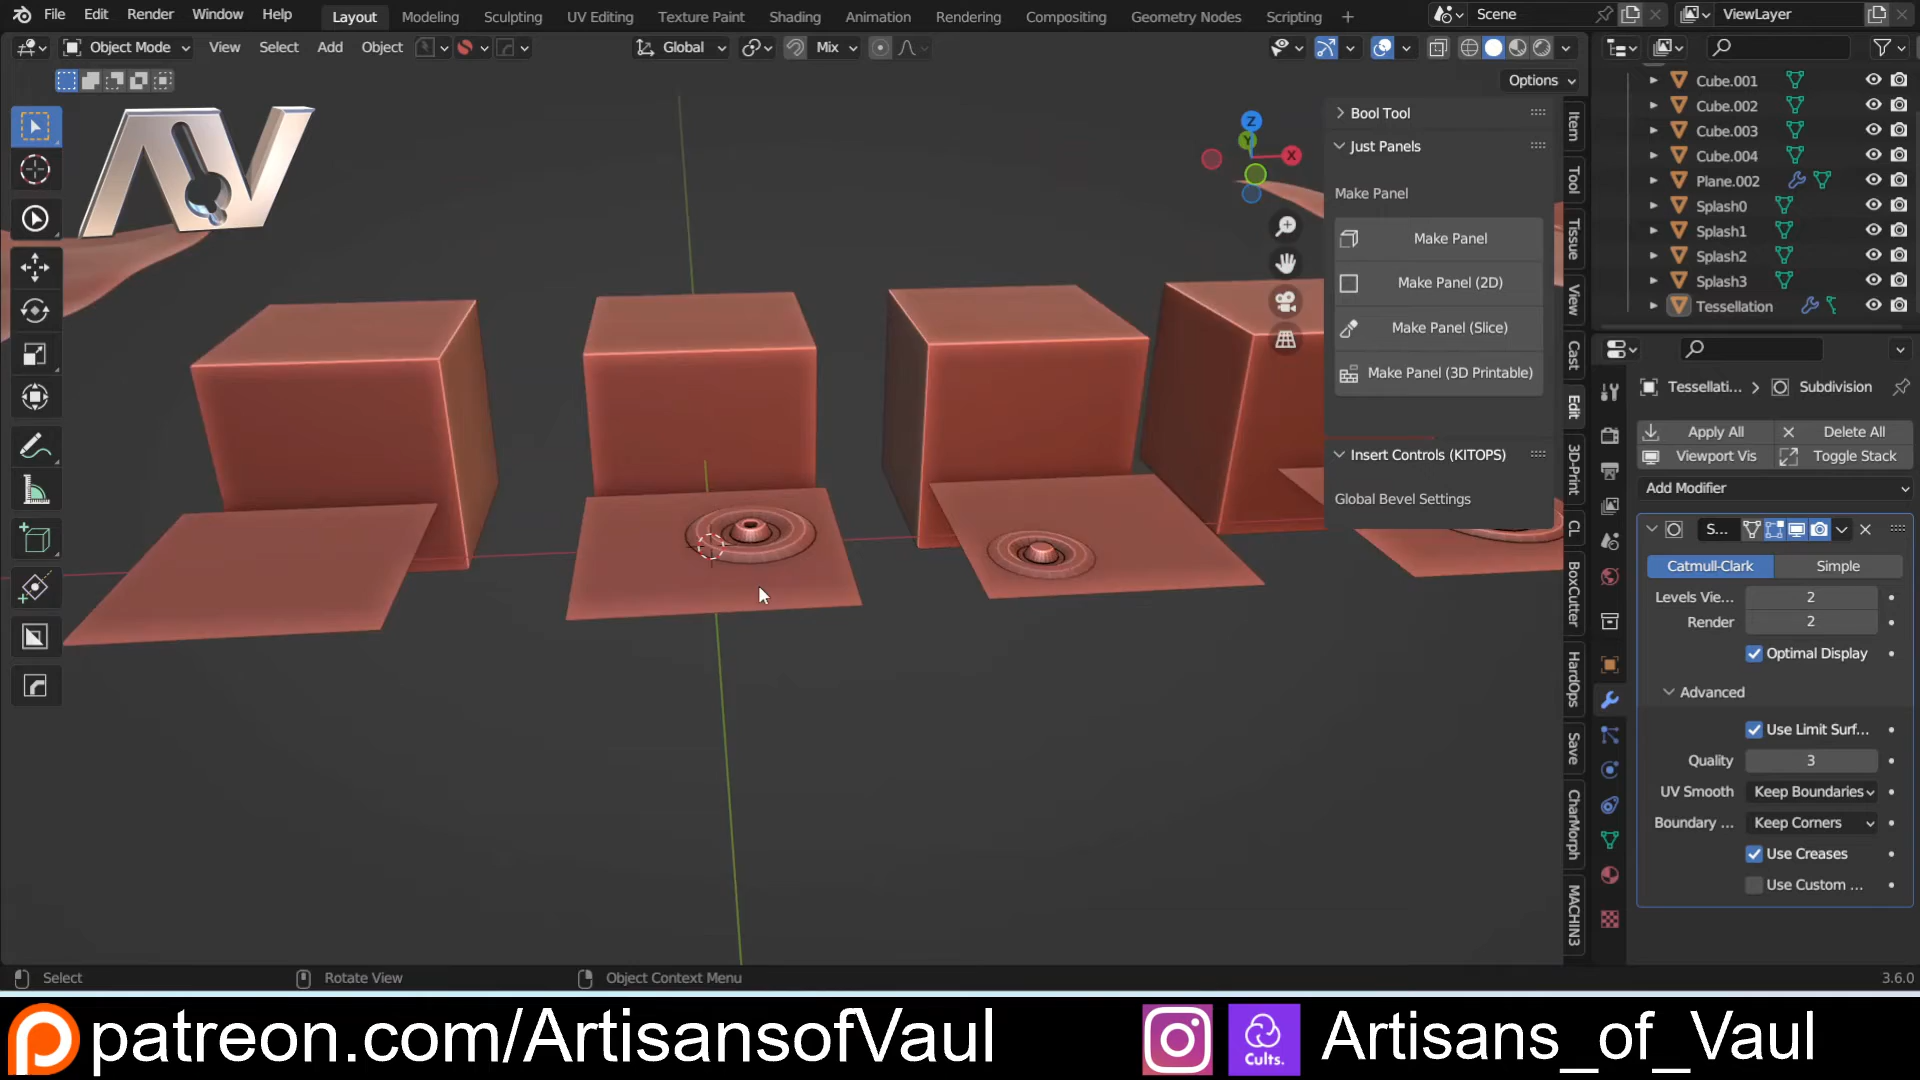 File Edit Render Window Help Layout Modeling Sculpting UV Editing Texture Paint Shading Animation Rendering Compositing Geometry Nodes Scripting + Scene ViewLayer
Object Mode View Select Add Object Global Mix
Options
Bool Tool
Just Panels
Make Panel
Make Panel
Make Panel (2D)
Make Panel (Slice)
Make Panel (3D Printable)
Insert Controls (KITOPS)
Global Bevel Settings
Z
Y
X
Item
Tool
Tissue
View
Cast
Edit
3D-Print
CL
BoxCutter
HardOps
Save
CharMorph
MACHIN3
Cube.001
Cube.002
Cube.003
Cube.004
Plane.002
Splash0
Splash1
Splash2
Splash3
Tessellation
Tessellati... > Subdivision
Apply All Delete All
Viewport Vis Toggle Stack
Add Modifier
S...
Catmull-Clark Simple
Levels Vie... 2
Render 2
Optimal Display
Advanced
Use Limit Surf...
Quality 3
UV Smooth Keep Boundaries
Boundary ... Keep Corners
Use Creases
Use Custom ...
Select Rotate View Object Context Menu 3.6.0
patreon.com/ArtisansofVaul Cults. Artisans_of_Vaul